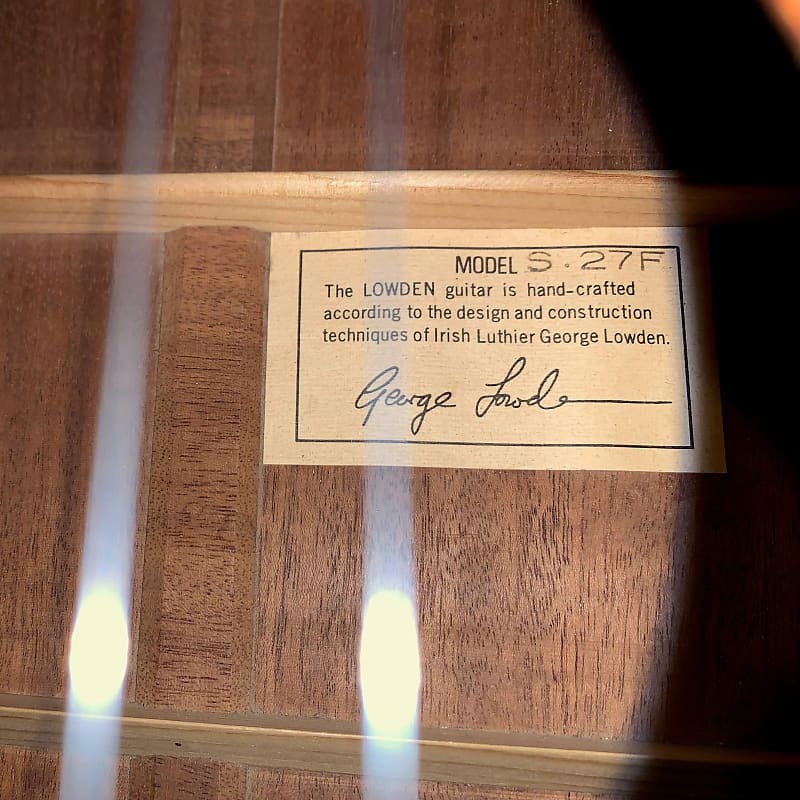 MODEL S. 27F
The LOWDEN guitar is hand-crafted
according to the design and construction
techniques of Irish Luthier George Lowden.
George Lowden